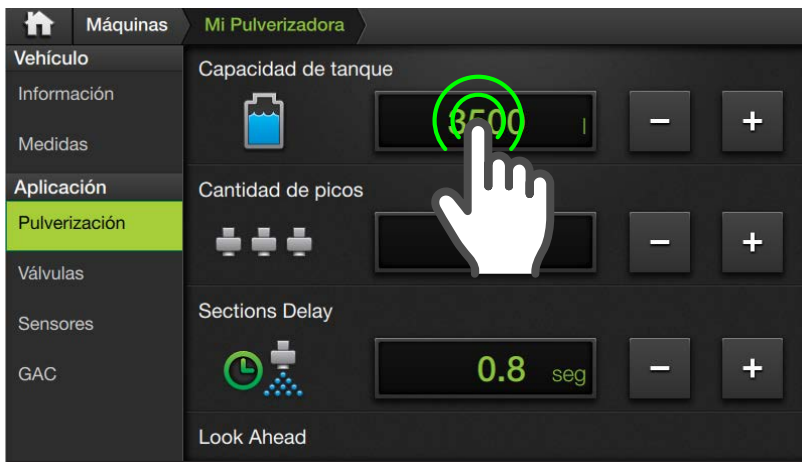 Máquinas Mi Pulverizadora
Vehículo
Información
Medidas
Aplicación
Pulverización
Válvulas
Sensores
GAC
Capacidad de tanque
3500 l
- +
Cantidad de picos
- +
Sections Delay
0.8 seg
- +
Look Ahead